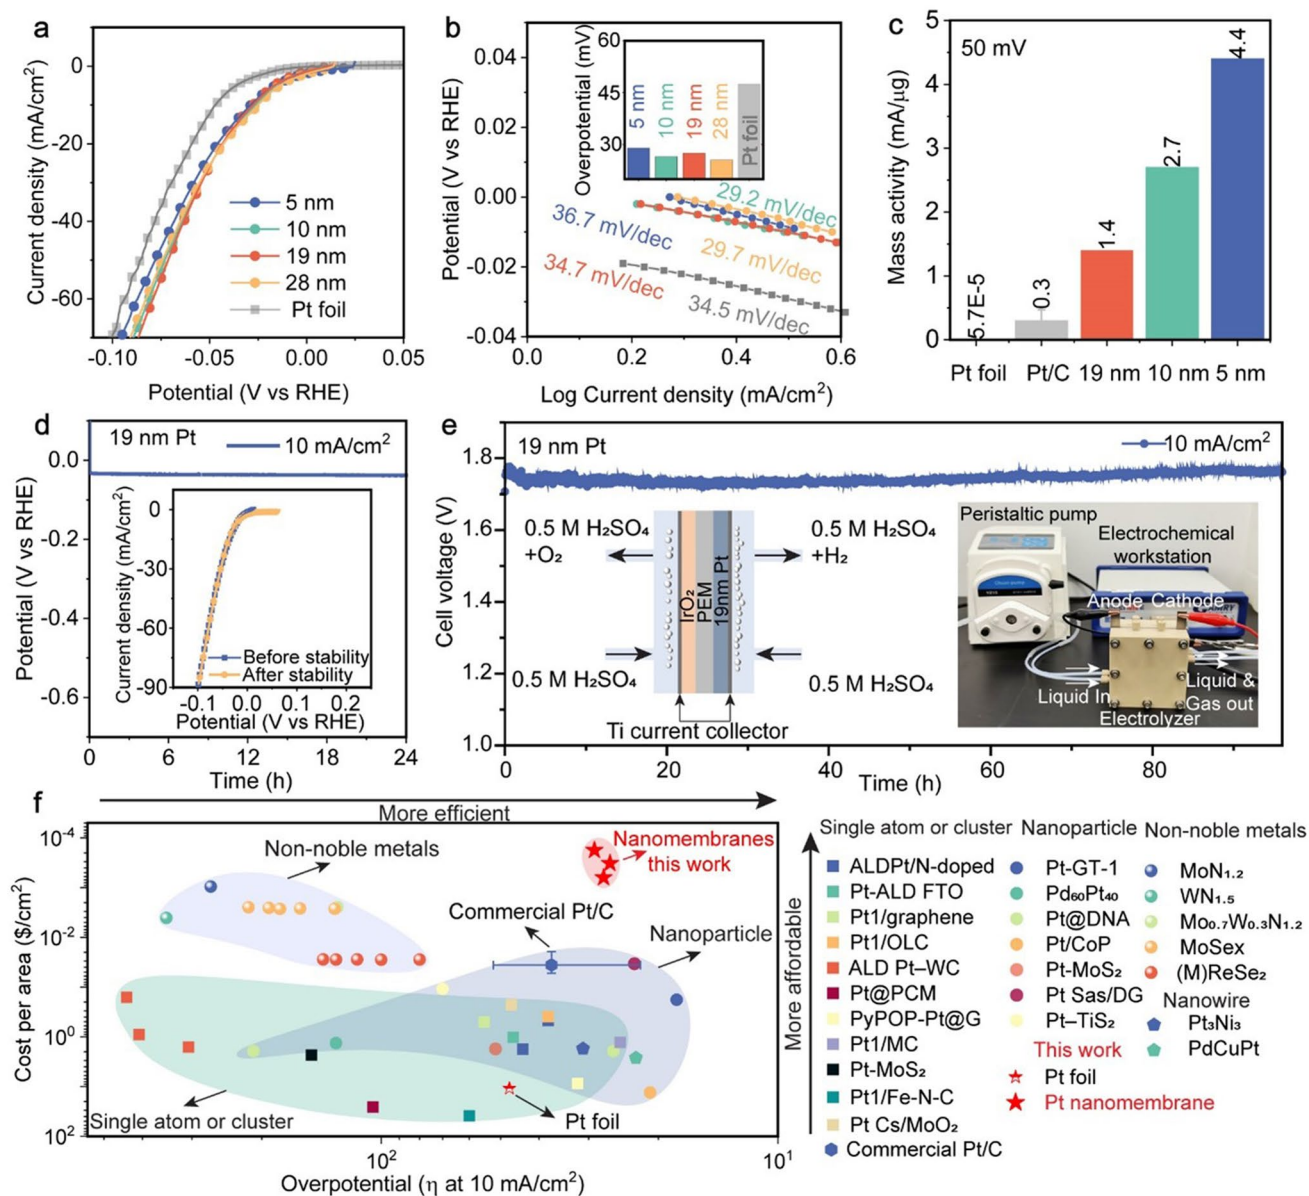 a
0
-20
-40
-60
Current density (mA/cm²)
5 nm
10 nm
19 nm
28 nm
Pt foil
-0.10
-0.05
0.00
0.05
Potential (V vs RHE)
b
0.04
0.02
0.00
-0.02
-0.04
Potential (V vs RHE)
60
45
30
Overpotential (mV)
5 nm
10 nm
19 nm
28 nm
Pt foil
29.2 mV/dec
36.7 mV/dec
29.7 mV/dec
34.7 mV/dec
34.5 mV/dec
0.0
0.2
0.4
0.6
Log Current density (mA/cm²)
c
5
4
3
2
1
0
Mass activity (mA/μg)
50 mV
5.7E-5
0.3
1.4
2.7
4.4
Pt foil
Pt/C
19 nm
10 nm
5 nm
d
19 nm Pt
10 mA/cm²
0.0
-0.2
-0.4
-0.6
Potential (V vs RHE)
0
-30
-60
-90
Current density (mA/cm²)
Before stability
After stability
-0.1
0.0
0.1
0.2
Potential (V vs RHE)
0
6
12
18
24
Time (h)
e
1.8
1.6
1.4
1.2
1.0
Cell voltage (V)
19 nm Pt
10 mA/cm²
0.5 M H₂SO₄
+O₂
0.5 M H₂SO₄
+H₂
IrO₂
PEM
19nm Pt
0.5 M H₂SO₄
0.5 M H₂SO₄
Ti current collector
Peristaltic pump
Electrochemical
workstation
Anode
Cathode
Liquid In
Liquid &
Gas out
Electrolyzer
0
20
40
60
80
Time (h)
f
More efficient
10⁻⁴
10⁻²
10⁰
10²
Cost per area ($/cm²)
Non-noble metals
Nanomembranes
this work
Commercial Pt/C
Nanoparticle
Single atom or cluster
Pt foil
10²
10¹
Overpotential (η at 10 mA/cm²)
More affordable
Single atom or cluster
ALDPt/N-doped
Pt-ALD FTO
Pt1/graphene
Pt1/OLC
ALD Pt–WC
Pt@PCM
PyPOP-Pt@G
Pt1/MC
Pt-MoS₂
Pt1/Fe-N-C
Pt Cs/MoO₂
Commercial Pt/C
Nanoparticle
Pt-GT-1
Pd₆₀Pt₄₀
Pt@DNA
Pt/CoP
Pt-MoS₂
Pt Sas/DG
Pt–TiS₂
This work
Pt foil
Pt nanomembrane
Non-noble metals
MoN₁.₂
WN₁.₅
Mo₀.₇W₀.₃N₁.₂
MoSex
(M)ReSe₂
Nanowire
Pt₃Ni₃
PdCuPt